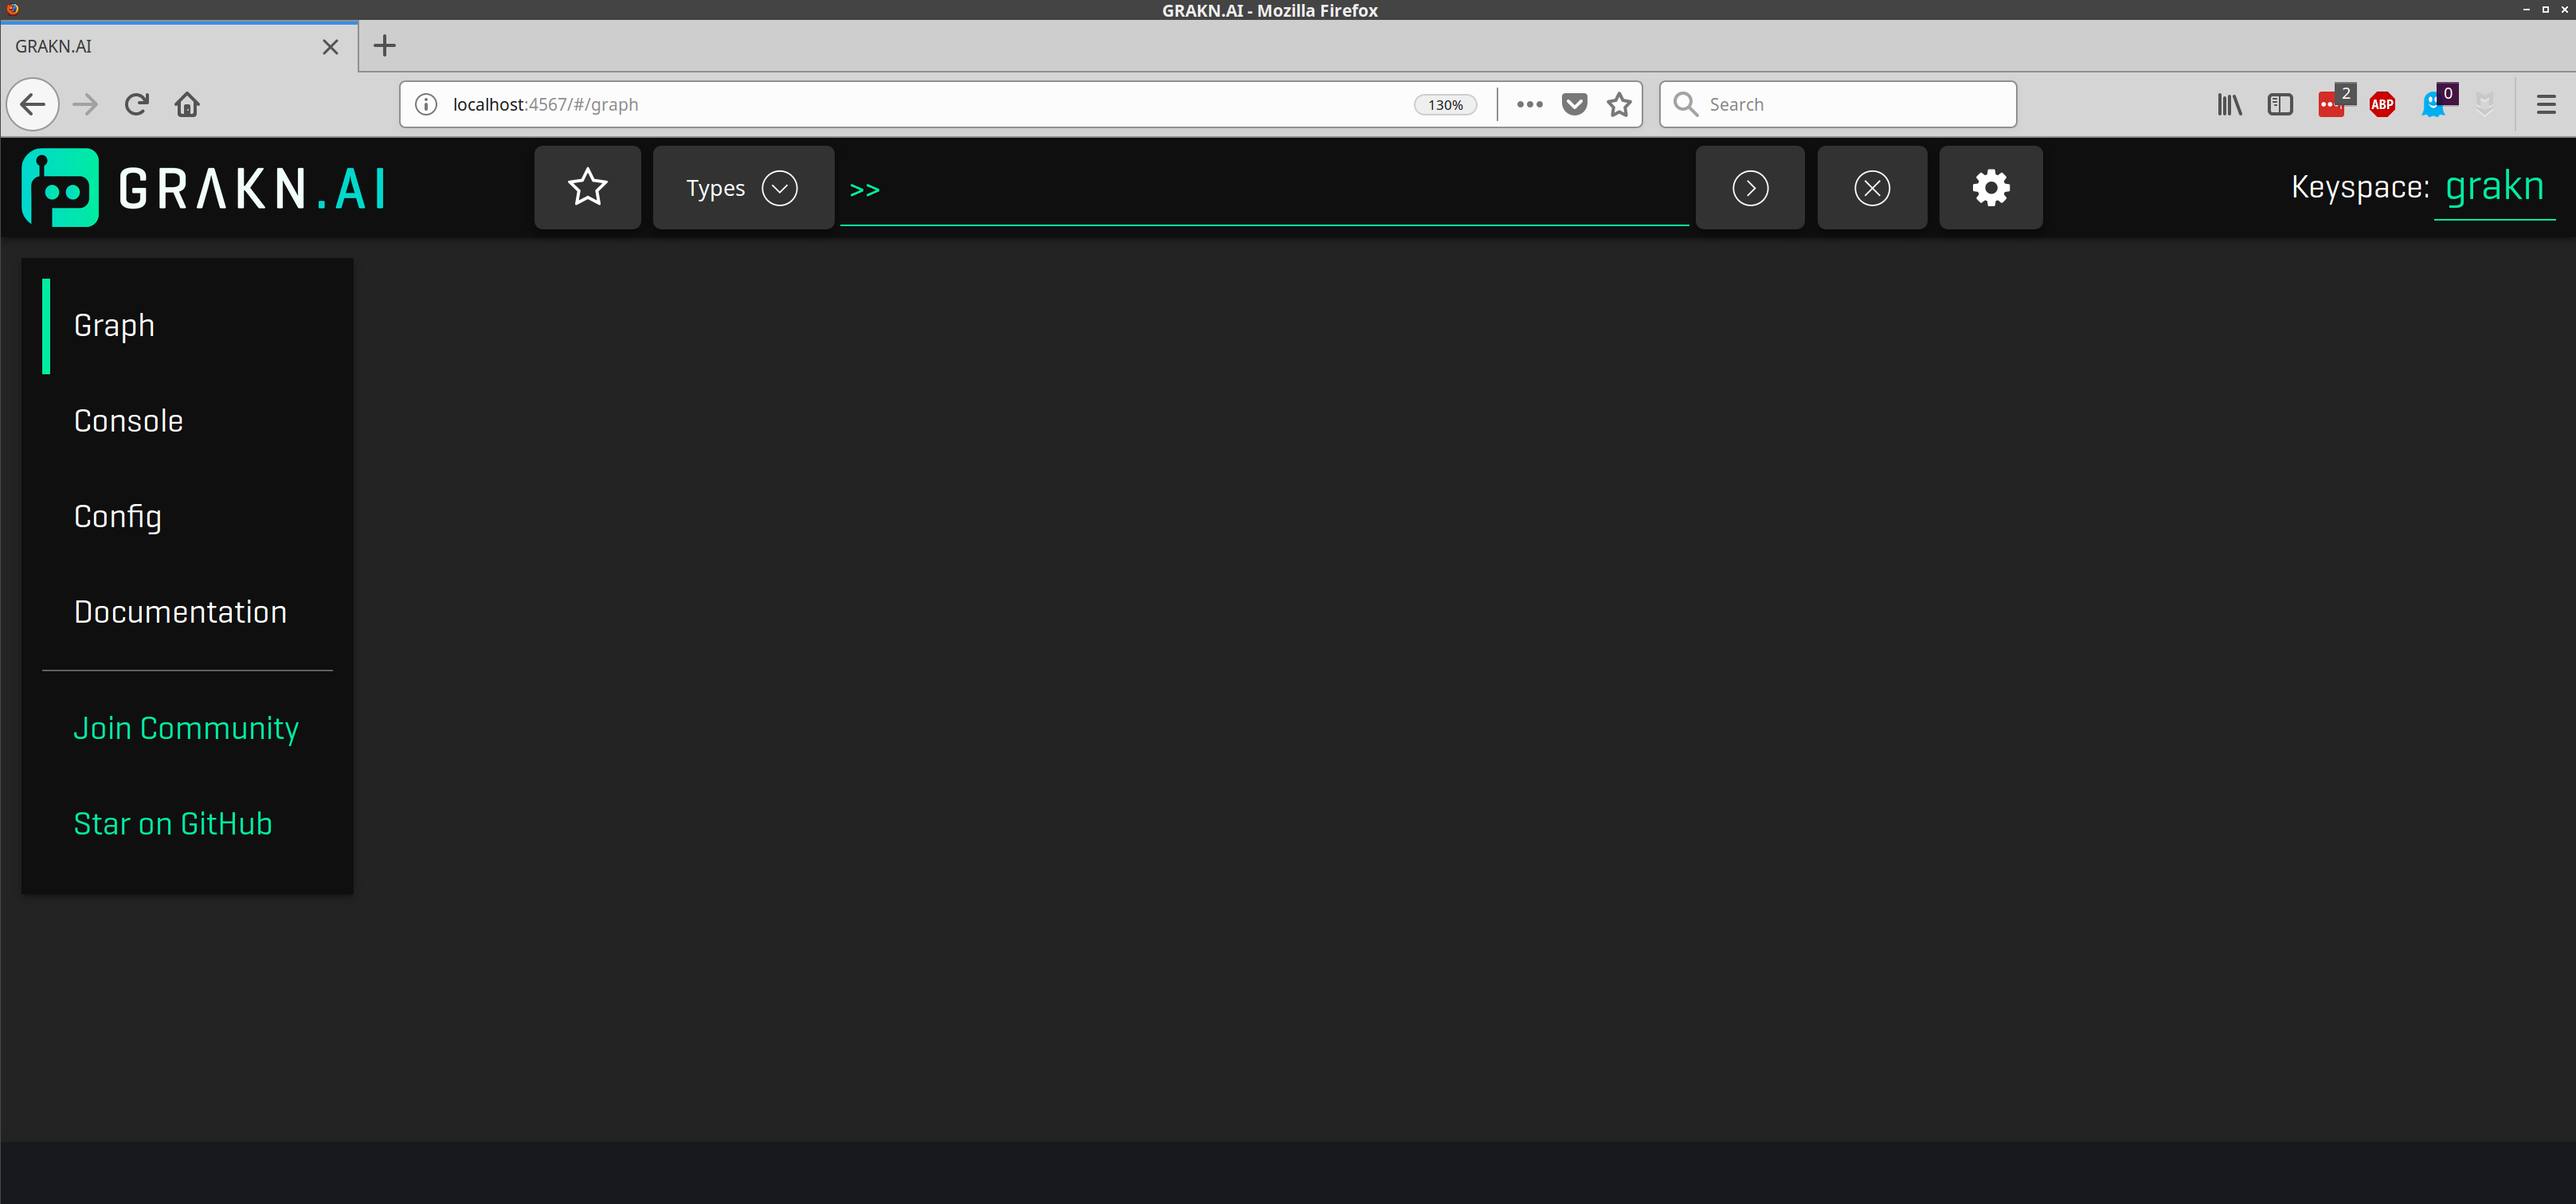 GRAKN.AI - Mozilla Firefox
GRAKN.AI
localhost:4567/#/graph
130%
Search
2
ABP
0
GRAKN.AI
Types
>>
Keyspace: grakn
Graph
Console
Config
Documentation
Join Community
Star on GitHub